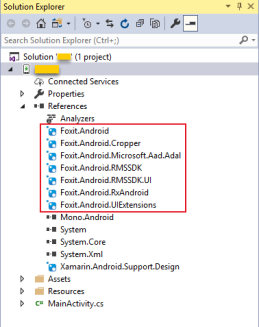 Solution Explorer
Search Solution Explorer (Ctrl+;)
Solution ' ' (1 project)
Connected Services
Properties
References
Analyzers
Foxit.Android
Foxit.Android.Cropper
Foxit.Android.Microsoft.Aad.Adal
Foxit.Android.RMSSDK
Foxit.Android.RMSSDK.UI
Foxit.Android.RxAndroid
Foxit.Android.UIExtensions
Mono.Android
System
System.Core
System.Xml
Xamarin.Android.Support.Design
Assets
Resources
C# MainActivity.cs